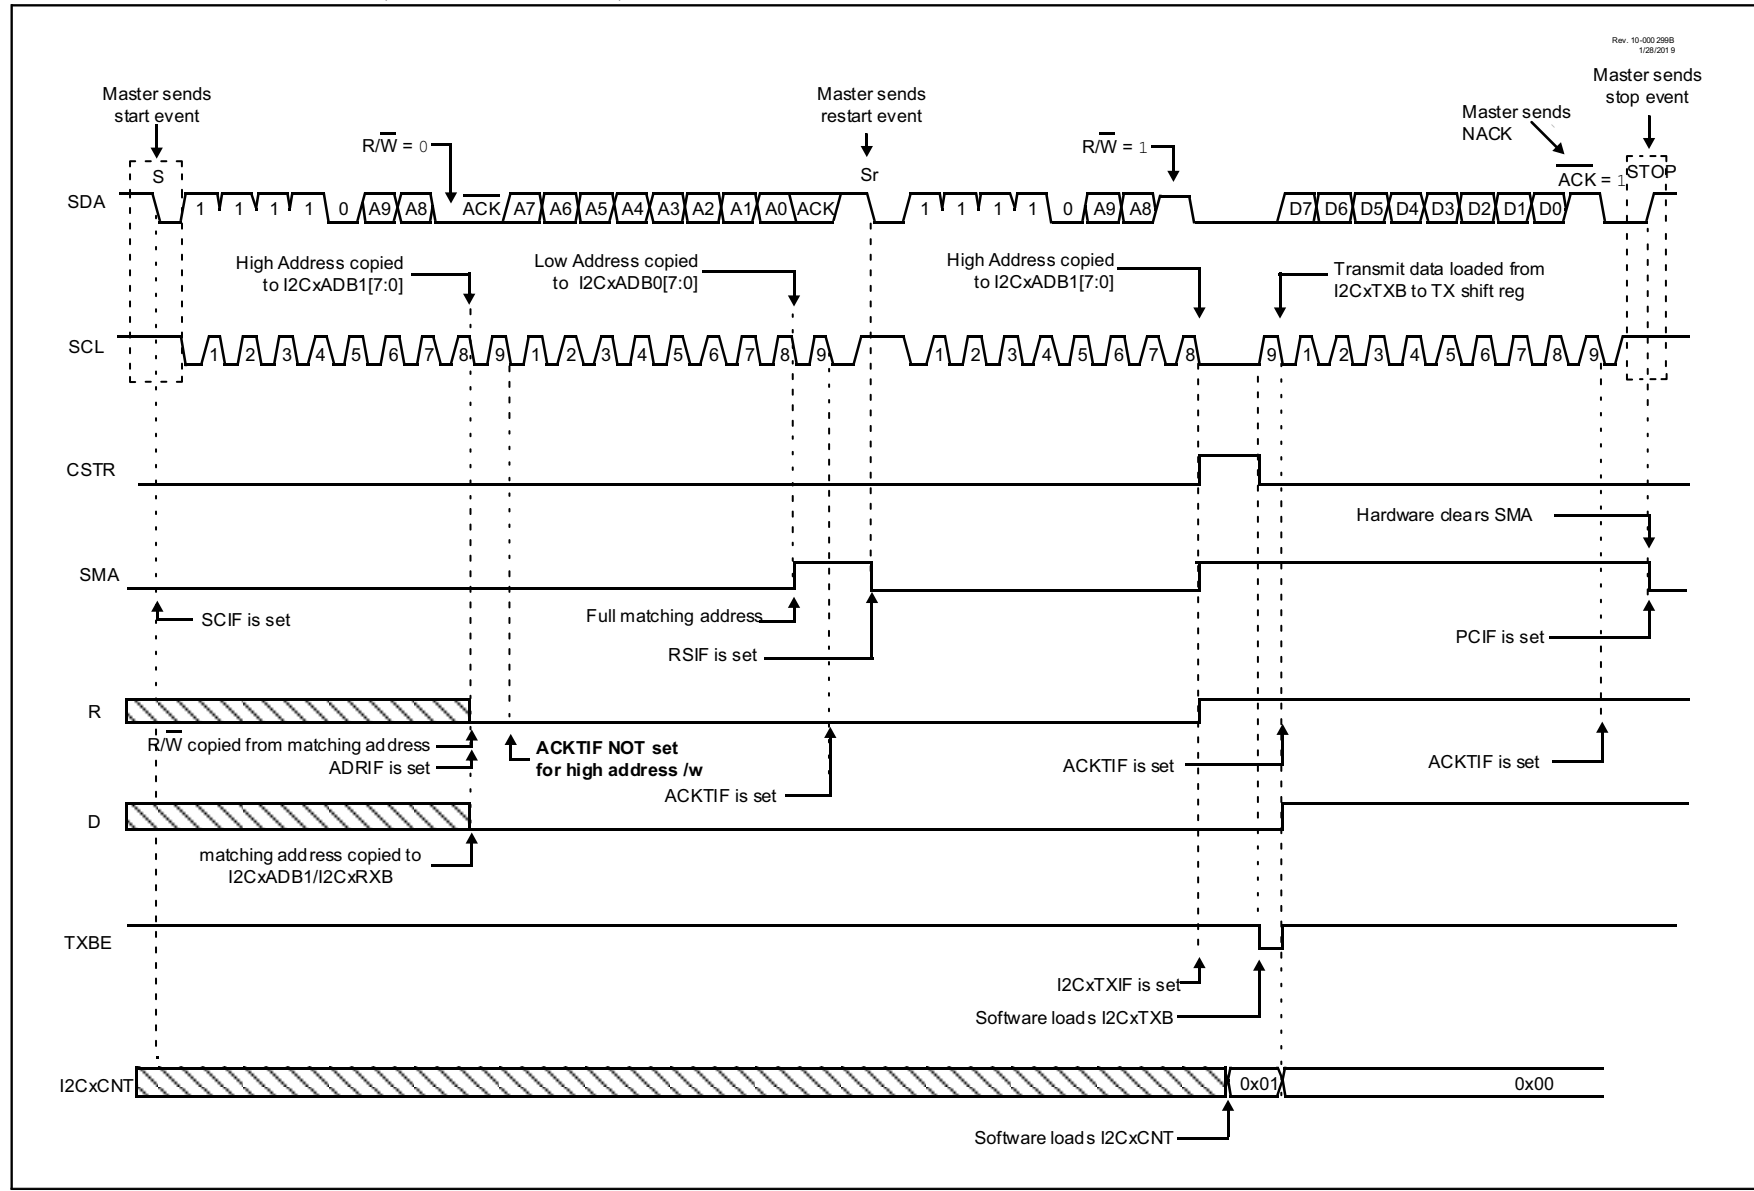 Rev. 10-000 299B
1/28/201 9
Master sends
start event
Master sends
restart event
Master sends
stop event
Master sends
NACK
R/W = 0
R/W = 1
S
Sr
ACK = 1
STOP
SDA
1 1 1 1 0 A9 A8 ACK A7 A6 A5 A4 A3 A2 A1 A0 ACK 1 1 1 1 0 A9 A8 D7 D6 D5 D4 D3 D2 D1 D0
High Address copied
to I2CxADB1[7:0]
Low Address copied
to I2CxADB0[7:0]
High Address copied
to I2CxADB1[7:0]
Transmit data loaded from
I2CxTXB to TX shift reg
SCL
1 2 3 4 5 6 7 8 9 1 2 3 4 5 6 7 8 9 1 2 3 4 5 6 7 8 9 1 2 3 4 5 6 7 8 9
CSTR
Hardware clears SMA
SMA
SCIF is set
Full matching address
RSIF is set
PCIF is set
R
R/W copied from matching address
ADRIF is set
ACKTIF NOT set
for high address /w
ACKTIF is set
ACKTIF is set
ACKTIF is set
D
matching address copied to
I2CxADB1/I2CxRXB
TXBE
I2CxTXIF is set
Software loads I2CxTXB
I2CxCNT
0x01
0x00
Software loads I2CxCNT